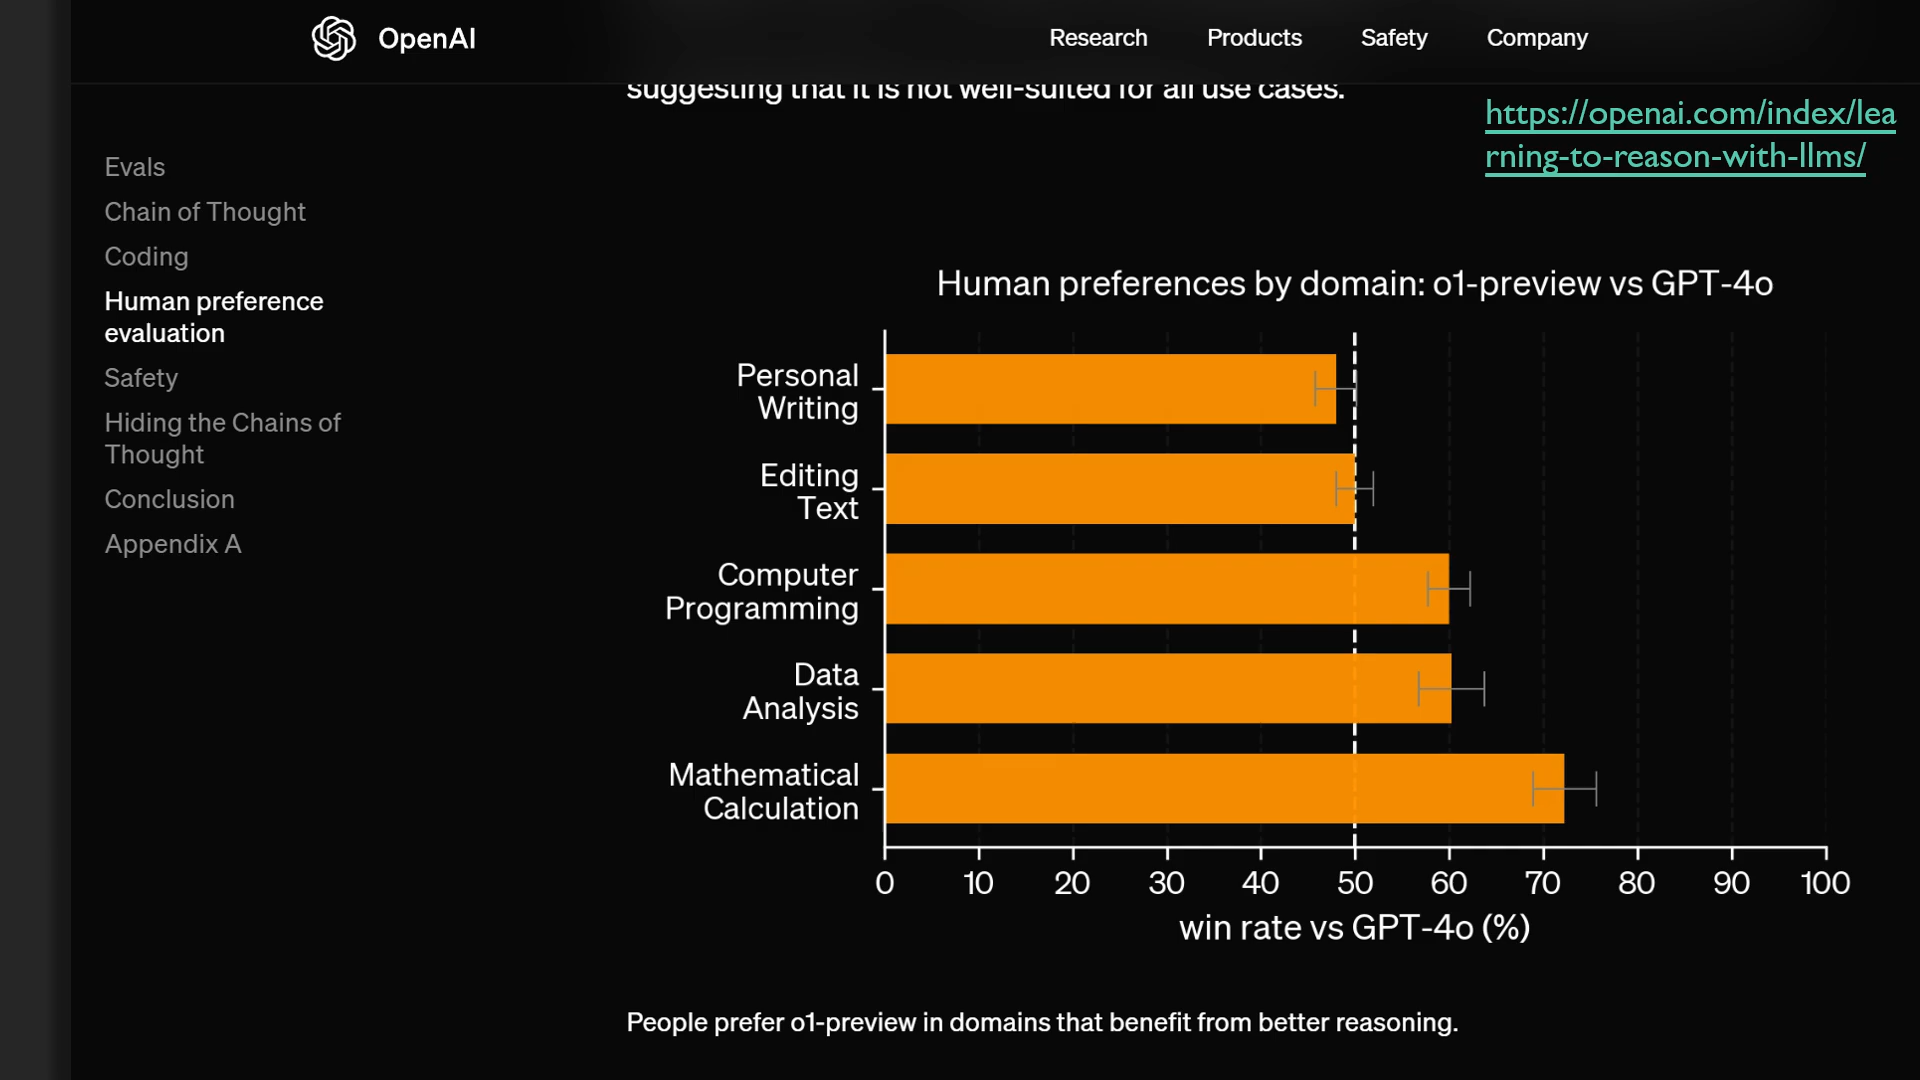 OpenAI
Research Products Safety Company
suggesting that it is not well-suited for all use cases.
https://openai.com/index/lea
rning-to-reason-with-llms/
Evals
Chain of Thought
Coding
Human preference
evaluation
Safety
Hiding the Chains of
Thought
Conclusion
Appendix A
Human preferences by domain: o1-preview vs GPT-4o
Personal
Writing
Editing
Text
Computer
Programming
Data
Analysis
Mathematical
Calculation
0 10 20 30 40 50 60 70 80 90 100
win rate vs GPT-4o (%)
People prefer o1-preview in domains that benefit from better reasoning.